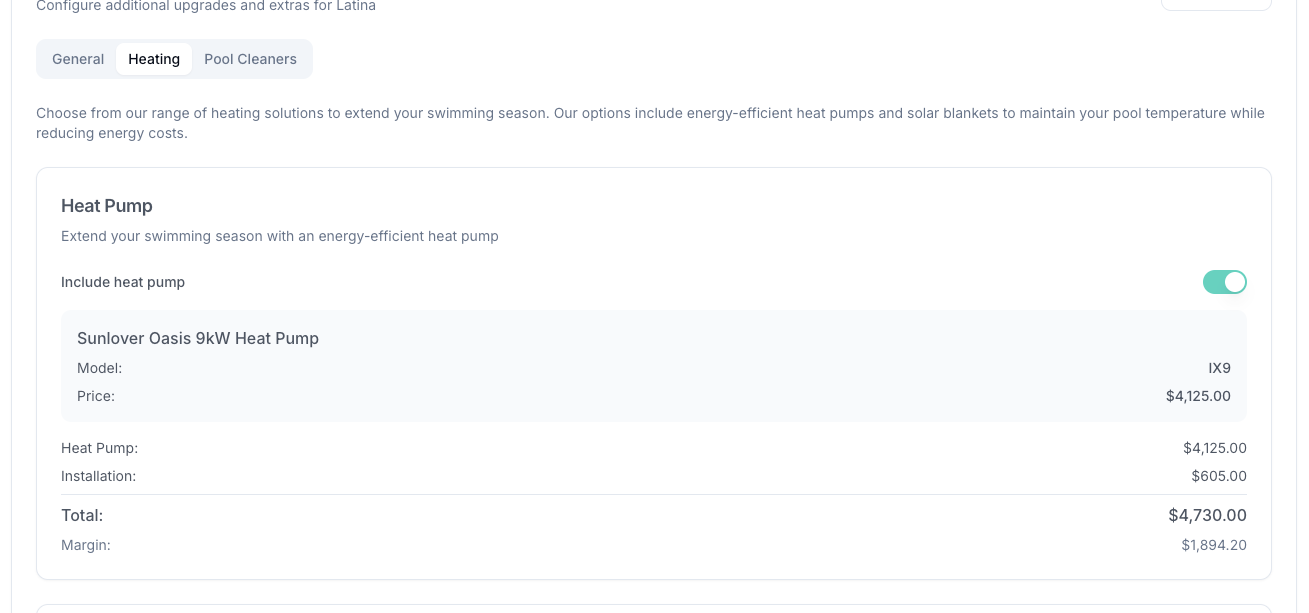 Configure additional upgrades and extras for Latina
General Heating Pool Cleaners
Choose from our range of heating solutions to extend your swimming season. Our options include energy-efficient heat pumps and solar blankets to maintain your pool temperature while
reducing energy costs.
Heat Pump
Extend your swimming season with an energy-efficient heat pump
Include heat pump
Sunlover Oasis 9kW Heat Pump
Model: IX9
Price: $4,125.00
Heat Pump: $4,125.00
Installation: $605.00
Total: $4,730.00
Margin: $1,894.20